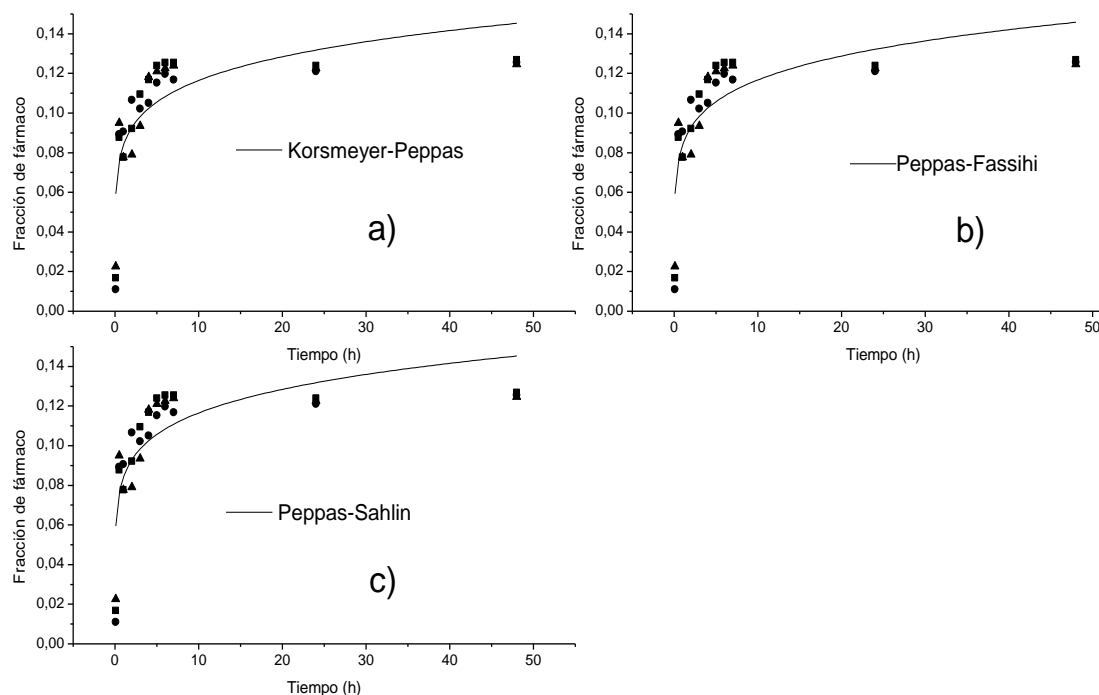 0,14
0,12
0,10
0,08
0,06
0,04
0,02
0,00
Fracción de fármaco
Korsmeyer-Peppas
a)
0 10 20 30 40 50
Tiempo (h)
0,14
0,12
0,10
0,08
0,06
0,04
0,02
0,00
Fracción de fármaco
Peppas-Fassihi
b)
0 10 20 30 40 50
Tiempo (h)
0,14
0,12
0,10
0,08
0,06
0,04
0,02
0,00
Fracción de fármaco
Peppas-Sahlin
c)
0 10 20 30 40 50
Tiempo (h)